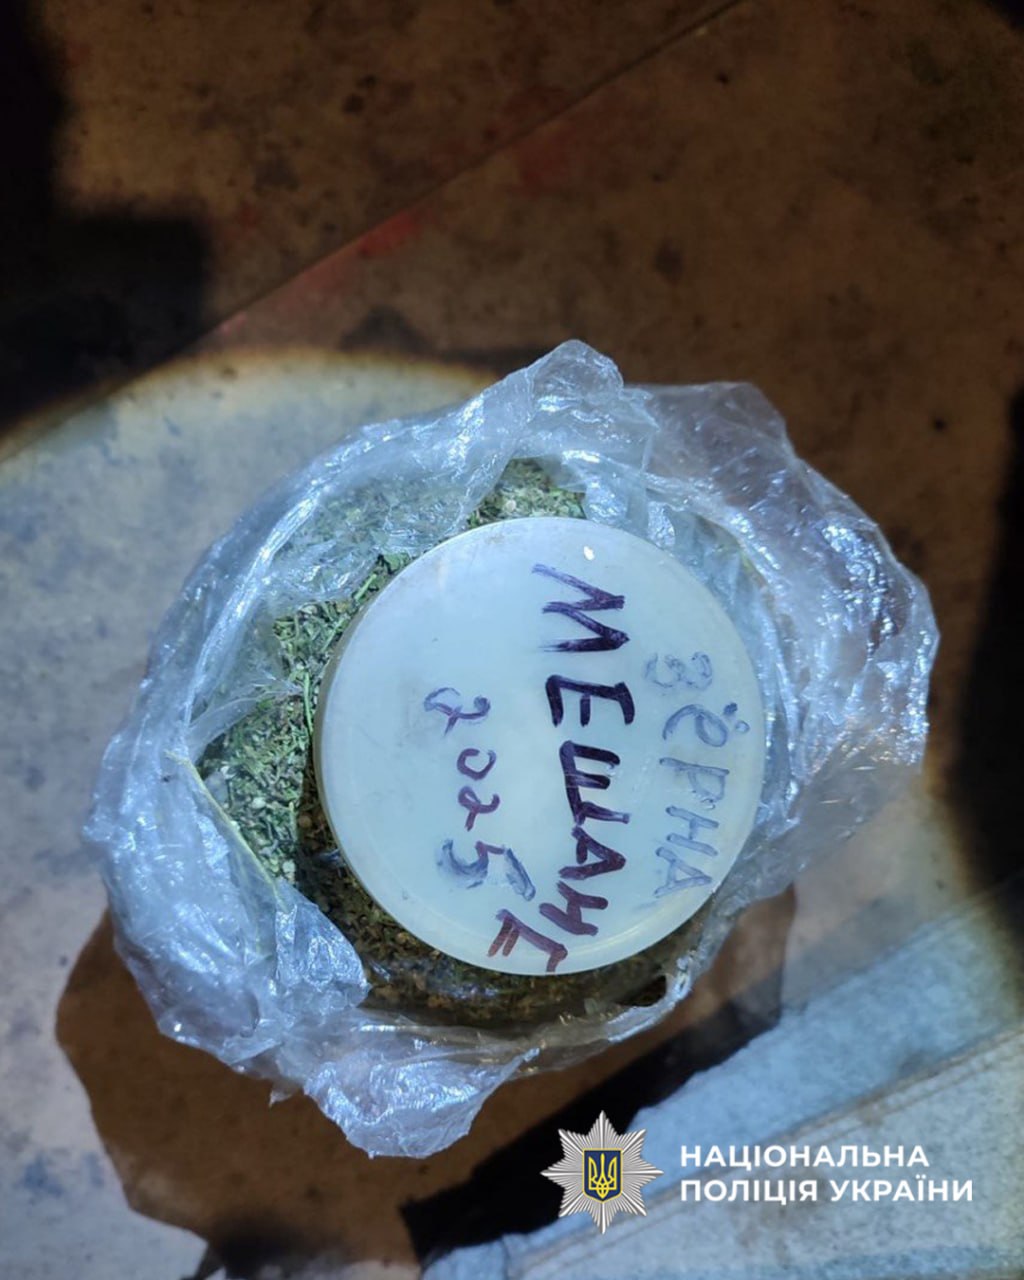 ЗЁРНА
МЕШАНЕ
2025
НАЦІОНАЛЬНА
ПОЛІЦІЯ УКРАЇНИ